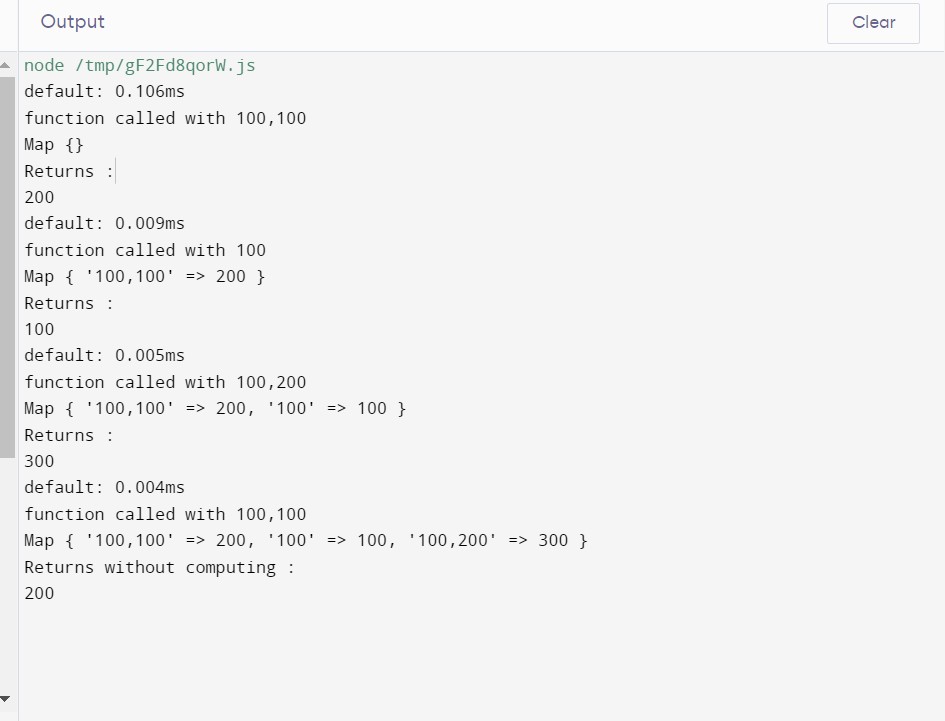 Output
Clear
node /tmp/gF2Fd8qorW.js
default: 0.106ms
function called with 100,100
Map {}
Returns :
200
default: 0.009ms
function called with 100
Map { '100,100' => 200 }
Returns :
100
default: 0.005ms
function called with 100,200
Map { '100,100' => 200, '100' => 100 }
Returns :
300
default: 0.004ms
function called with 100,100
Map { '100,100' => 200, '100' => 100, '100,200' => 300 }
Returns without computing :
200